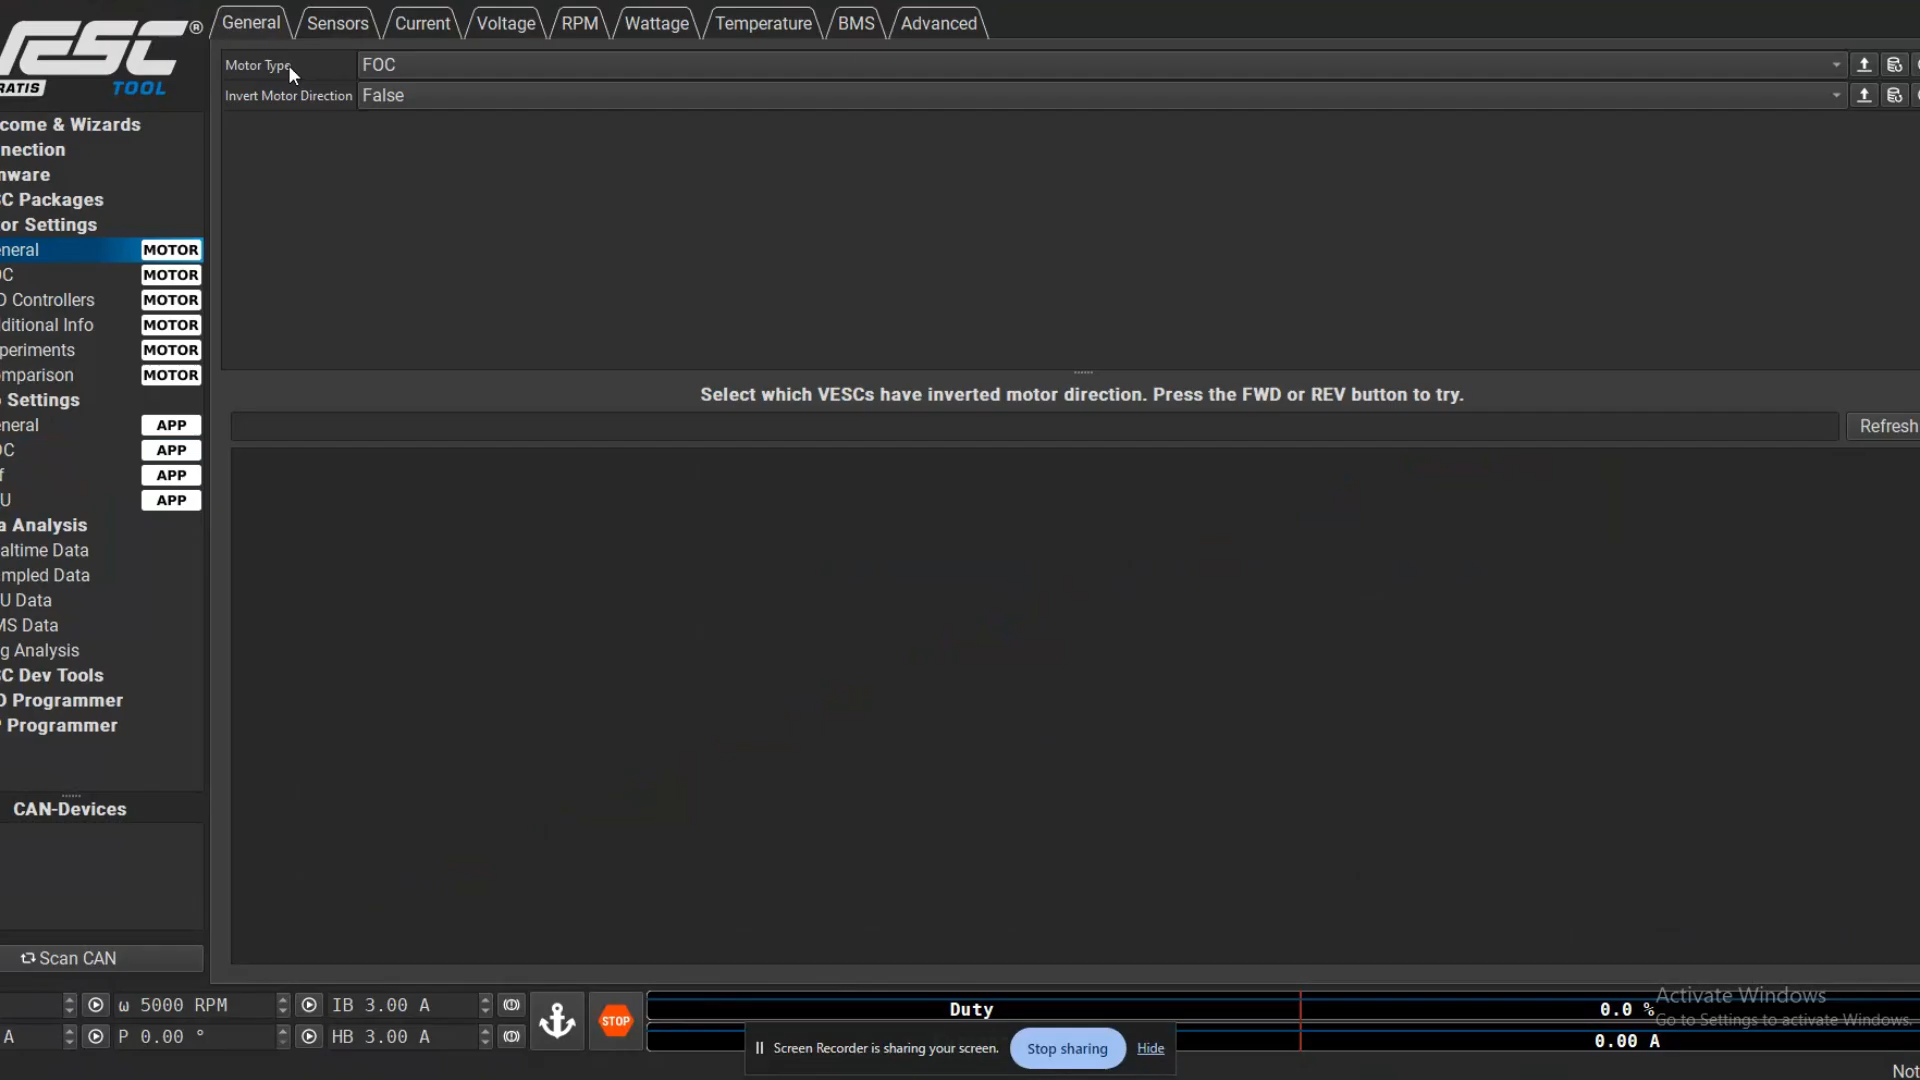 VESC®
GRATIS TOOL
General Sensors Current Voltage RPM Wattage Temperature BMS Advanced
Motor Type FOC
Invert Motor Direction False
come & Wizards
nection
ware
C Packages
or Settings
neral MOTOR
C MOTOR
D Controllers MOTOR
ditional Info MOTOR
periments MOTOR
mparison MOTOR
Settings
neral APP
C APP
f APP
U APP
a Analysis
altime Data
mpled Data
U Data
MS Data
g Analysis
C Dev Tools
D Programmer
Programmer
Select which VESCs have inverted motor direction. Press the FWD or REV button to try.
Refresh
CAN-Devices
Scan CAN
ω 5000 RPM IB 3.00 A
A P 0.00 ° HB 3.00 A
STOP
Duty 0.0 %
0.00 A
Activate Windows
Go to Settings to activate Windows.
Screen Recorder is sharing your screen. Stop sharing Hide
Not